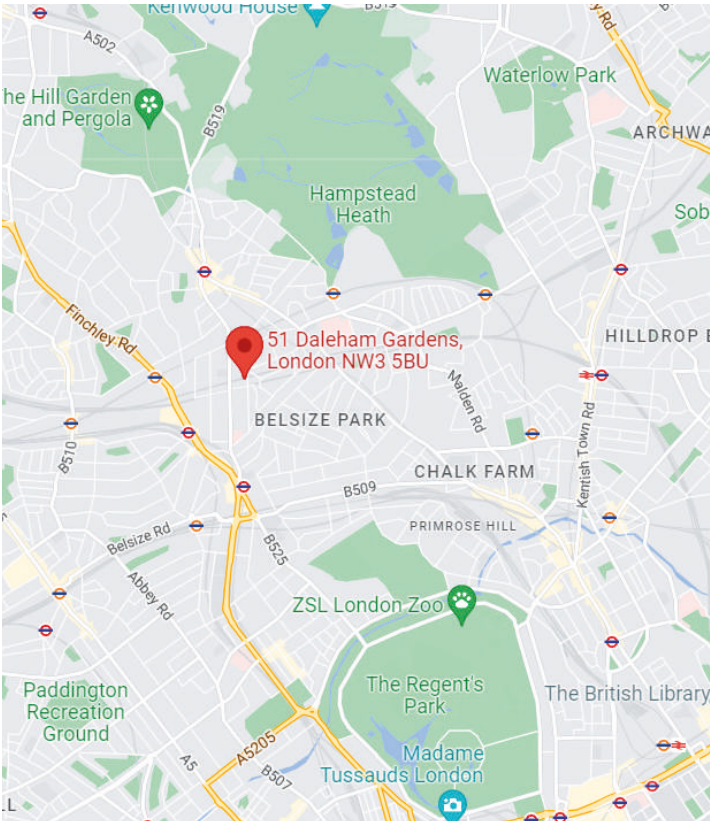 Kenwood House
B519
A502
y Rd
Waterlow Park
he Hill Garden
and Pergola
B519
ARCHWA
Hampstead
Heath
Sob
Finchley Rd
51 Daleham Gardens,
London NW3 5BU
HILLDROP E
Malden Rd
BELSIZE PARK
Kentish Town Rd
B510
CHALK FARM
B509
PRIMROSE HILL
Belsize Rd
B525
Abbey Rd
ZSL London Zoo
Paddington
Recreation
Ground
The Regent's
Park
The British Library
A5205
A5
B507
Madame
Tussauds London
LL